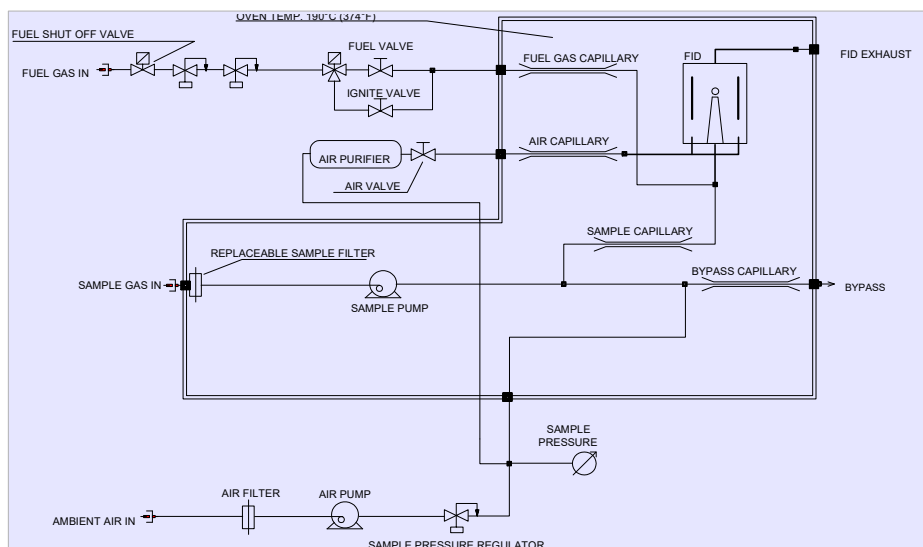 OVEN TEMP. 190°C (374°F)
FUEL SHUT OFF VALVE
FUEL VALVE
FUEL GAS IN
FUEL GAS CAPILLARY
FID
FID EXHAUST
IGNITE VALVE
AIR CAPILLARY
AIR PURIFIER
AIR VALVE
SAMPLE CAPILLARY
REPLACEABLE SAMPLE FILTER
BYPASS CAPILLARY
SAMPLE GAS IN
BYPASS
SAMPLE PUMP
SAMPLE
PRESSURE
AIR FILTER
AIR PUMP
AMBIENT AIR IN
SAMPLE PRESSURE REGULATOR